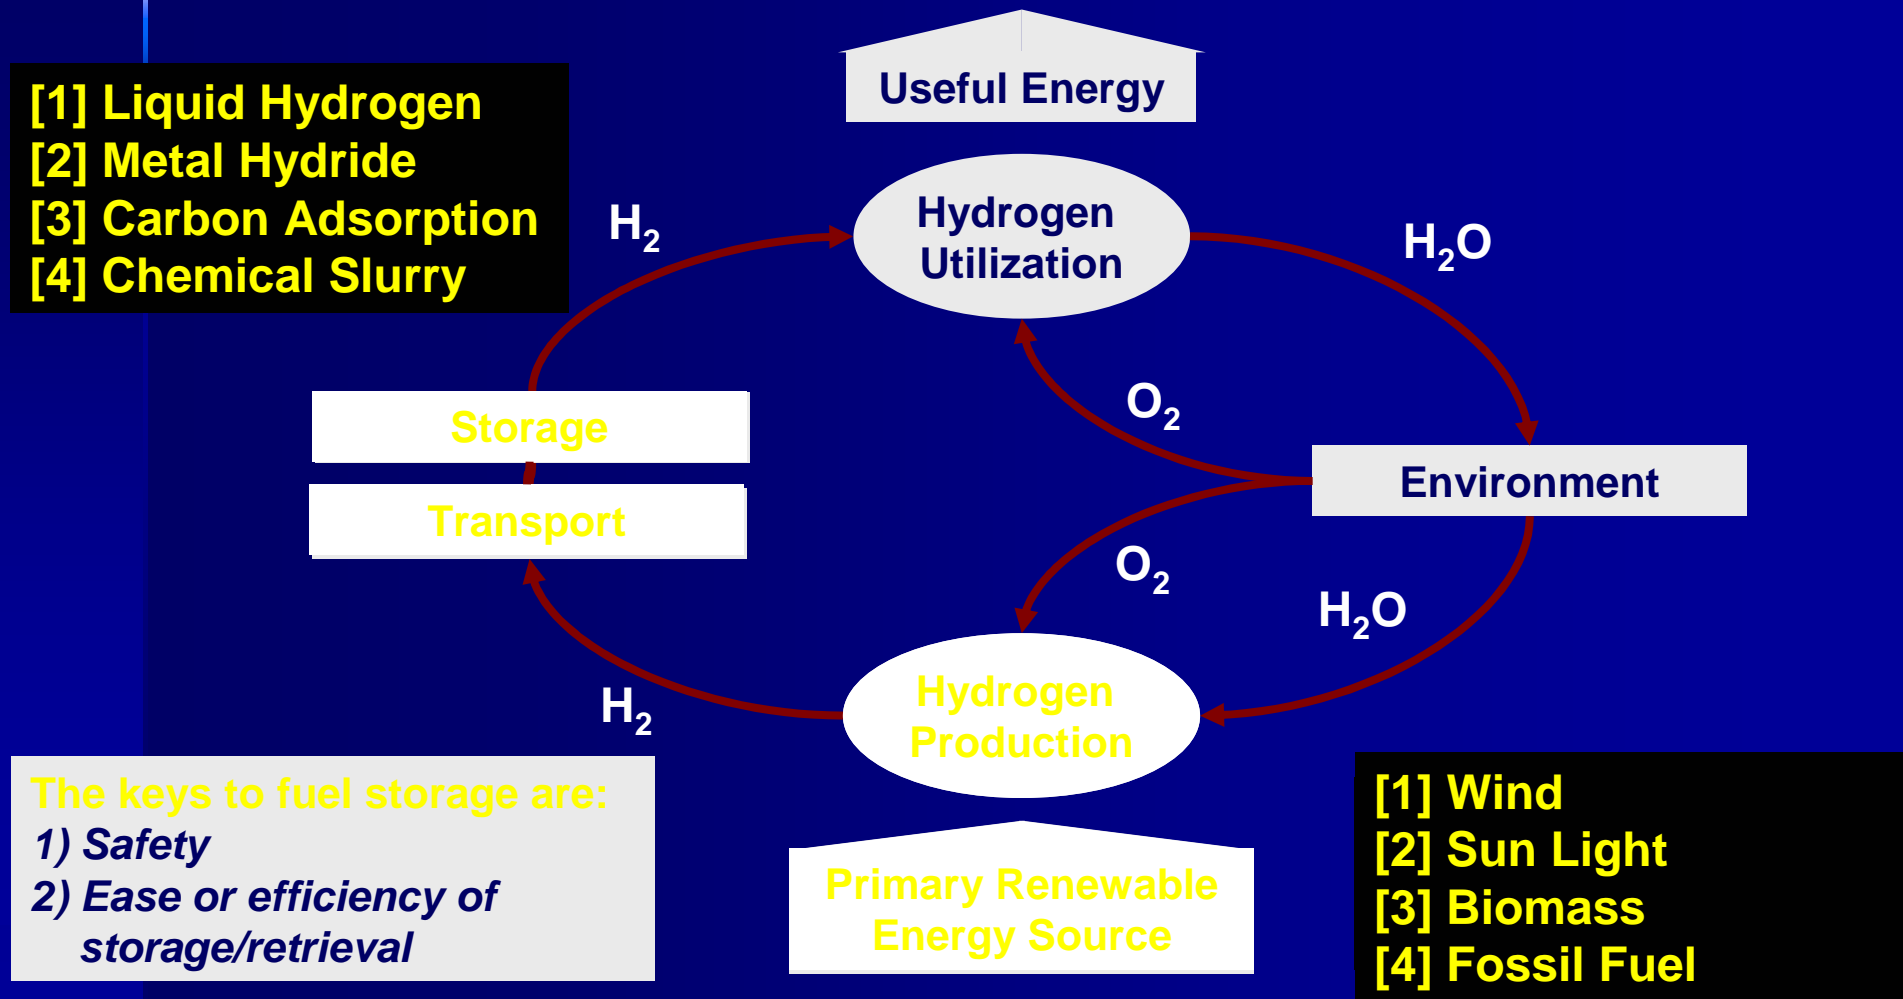 Useful Energy
[1] Liquid Hydrogen
[2] Metal Hydride
[3] Carbon Adsorption
[4] Chemical Slurry
H₂
Hydrogen
Utilization
H₂O
O₂
Storage
Environment
Transport
O₂
H₂O
H₂
Hydrogen
Production
The keys to fuel storage are:
1) Safety
2) Ease or efficiency of
storage/retrieval
Primary Renewable
Energy Source
[1] Wind
[2] Sun Light
[3] Biomass
[4] Fossil Fuel